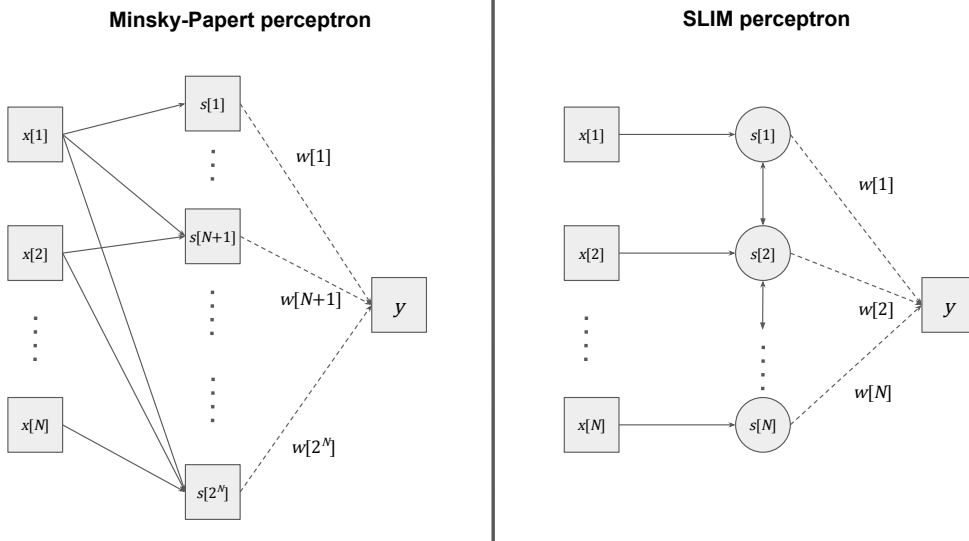 Minsky-Papert perceptron
x[1]
x[2]
x[N]
s[1]
s[N+1]
s[2^N]
w[1]
w[N+1]
w[2^N]
y
SLIM perceptron
x[1]
x[2]
x[N]
s[1]
s[2]
s[N]
w[1]
w[2]
w[N]
y